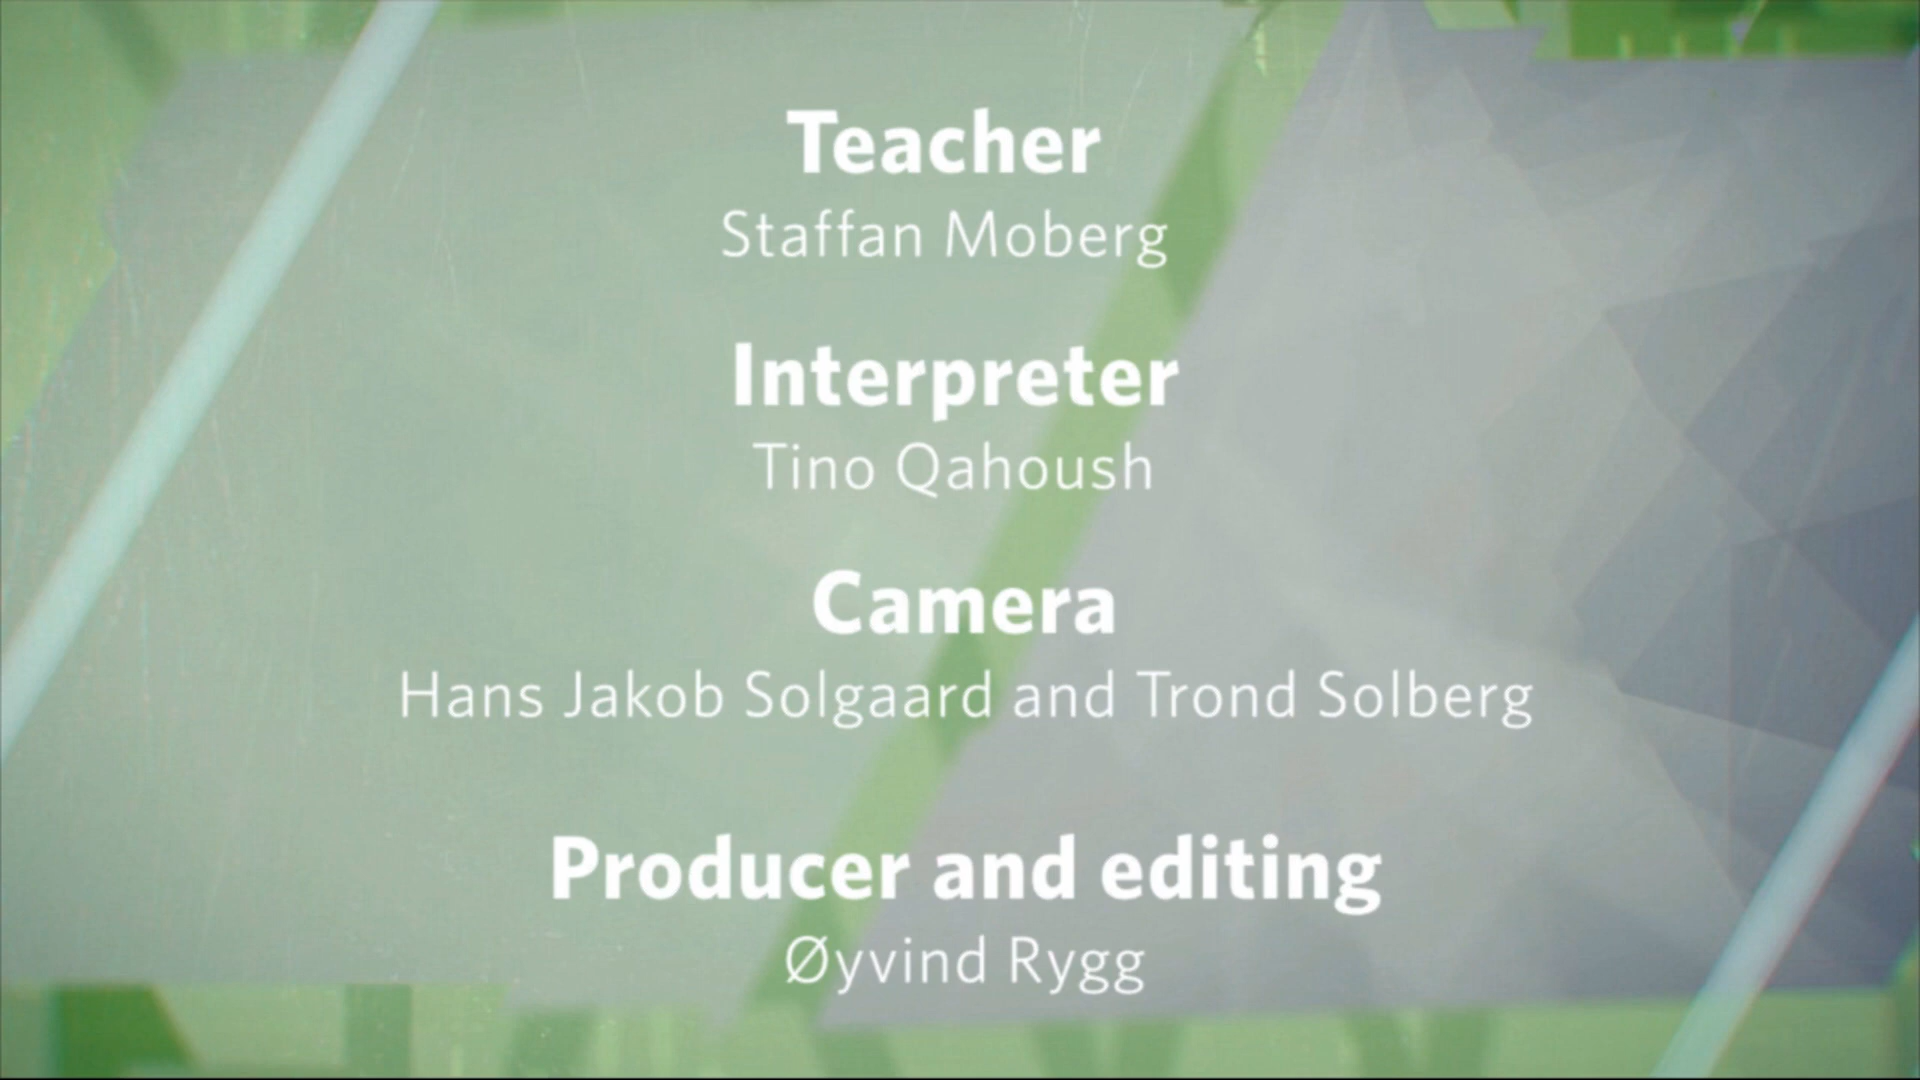 Teacher
Staffan Moberg
Interpreter
Tino Qahoush
Camera
Hans Jakob Solgaard and Trond Solberg
Producer and editing
Øyvind Rygg